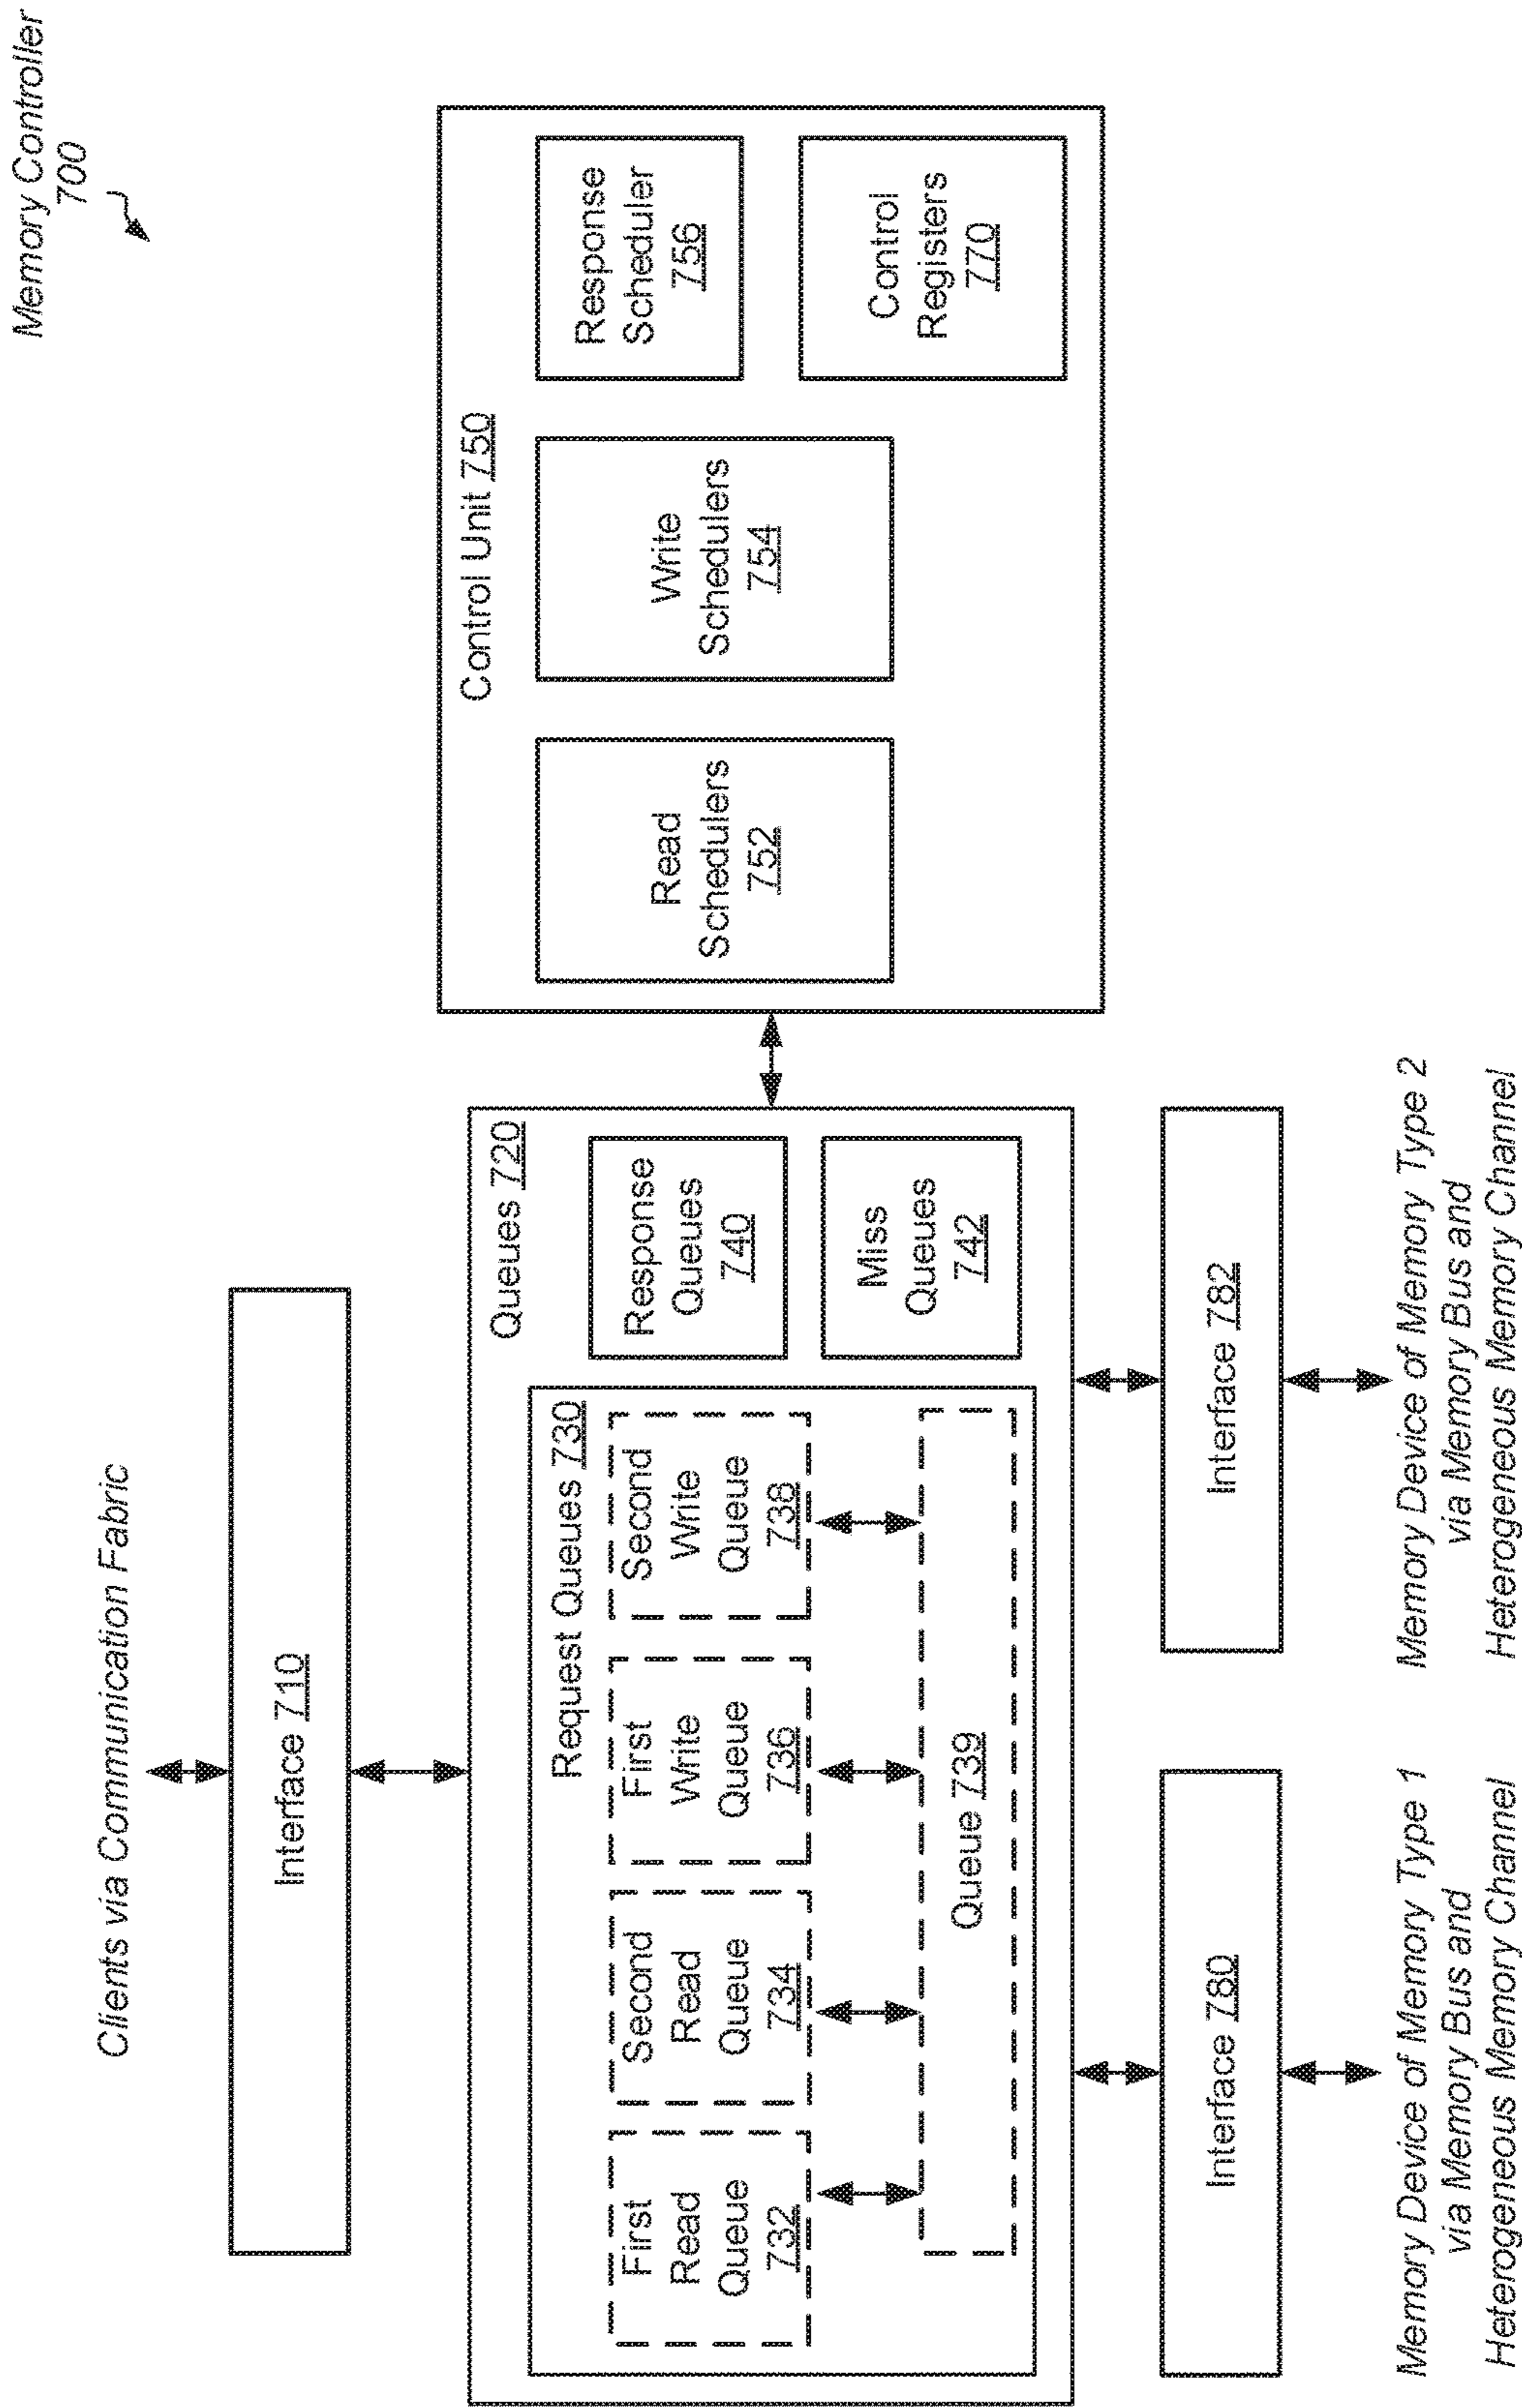 Memory Controller
700
Clients via Communication Fabric
Interface 710
Queues 720
Request Queues 730
First
Read
Queue
732
Second
Read
Queue
734
First
Write
Queue
736
Second
Write
Queue
738
Queue 739
Response
Queues
740
Miss
Queues
742
Control Unit 750
Read
Schedulers
752
Write
Schedulers
754
Response
Scheduler
756
Control
Registers
770
Interface 780
Interface 782
Memory Device of Memory Type 1
via Memory Bus and
Heterogeneous Memory Channel
Memory Device of Memory Type 2
via Memory Bus and
Heterogeneous Memory Channel